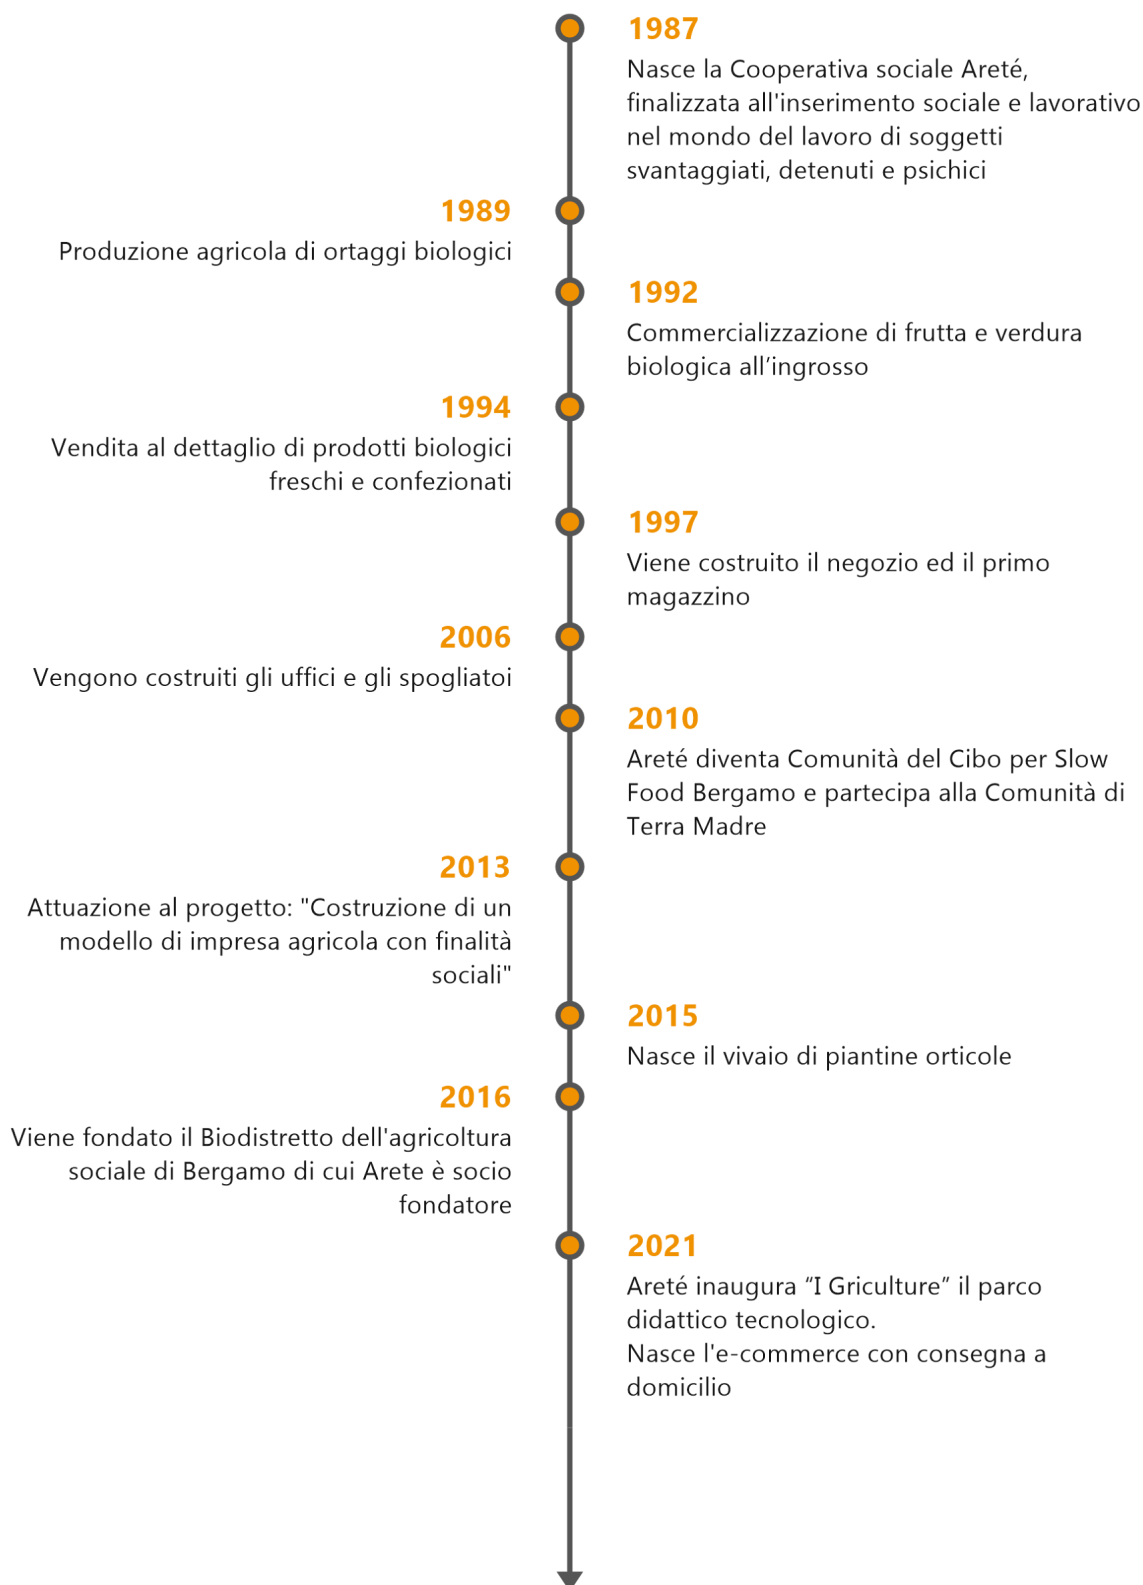 1987
Nasce la Cooperativa sociale Areté,
finalizzata all'inserimento sociale e lavorativo
nel mondo del lavoro di soggetti
svantaggiati, detenuti e psichici
1989
Produzione agricola di ortaggi biologici
1992
Commercializzazione di frutta e verdura
biologica all’ingrosso
1994
Vendita al dettaglio di prodotti biologici
freschi e confezionati
1997
Viene costruito il negozio ed il primo
magazzino
2006
Vengono costruiti gli uffici e gli spogliatoi
2010
Areté diventa Comunità del Cibo per Slow
Food Bergamo e partecipa alla Comunità di
Terra Madre
2013
Attuazione al progetto: "Costruzione di un
modello di impresa agricola con finalità
sociali"
2015
Nasce il vivaio di piantine orticole
2016
Viene fondato il Biodistretto dell'agricoltura
sociale di Bergamo di cui Arete è socio
fondatore
2021
Areté inaugura “I Griculture” il parco
didattico tecnologico.
Nasce l'e-commerce con consegna a
domicilio